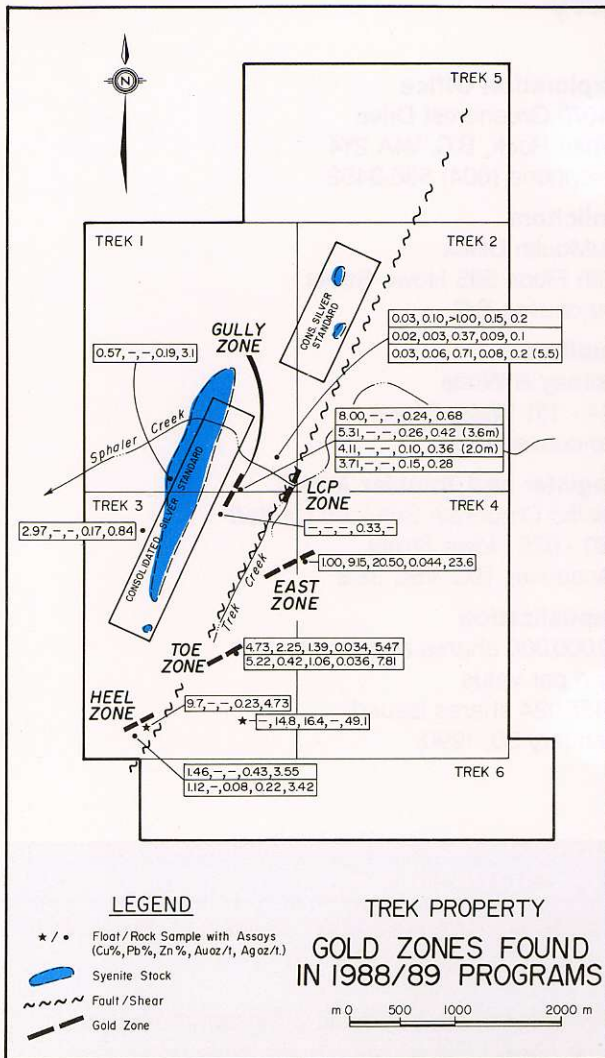 N
TREK 5
TREK 1
TREK 2
CONS. SILVER
STANDARD
0.03, 0.10, >1.00, 0.15, 0.2
0.02, 0.03, 0.37, 0.09, 0.1
0.03, 0.06, 0.71, 0.08, 0.2 (5.5)
GULLY
ZONE
0.57, -, -, 0.19, 3.1
8.00, -, -, 0.24, 0.68
5.31, -, -, 0.26, 0.42 (3.6m)
4.11, -, -, 0.10, 0.36 (2.0m)
3.71, -, -, 0.15, 0.28
Sphaler Creek
LCP
ZONE
TREK 3
TREK 4
CONSOLIDATED SILVER STANDARD
2.97, -, -, 0.17, 0.84
-, -, -, 0.33, -
1.00, 9.15, 20.50, 0.044, 23.6
EAST
ZONE
Trek Creek
TOE
ZONE
4.73, 2.25, 1.39, 0.034, 5.47
5.22, 0.42, 1.06, 0.036, 7.81
HEEL
ZONE
9.7, -, -, 0.23, 4.73
-, 14.8, 16.4, -, 49.1
1.46, -, -, 0.43, 3.55
1.12, -, 0.08, 0.22, 3.42
TREK 6
LEGEND
Float / Rock Sample with Assays
(Cu%, Pb%, Zn%, Au oz/t, Ag oz/t.)
Syenite Stock
Fault / Shear
Gold Zone
TREK PROPERTY
GOLD ZONES FOUND
IN 1988/89 PROGRAMS
m 0 500 1000 2000 m